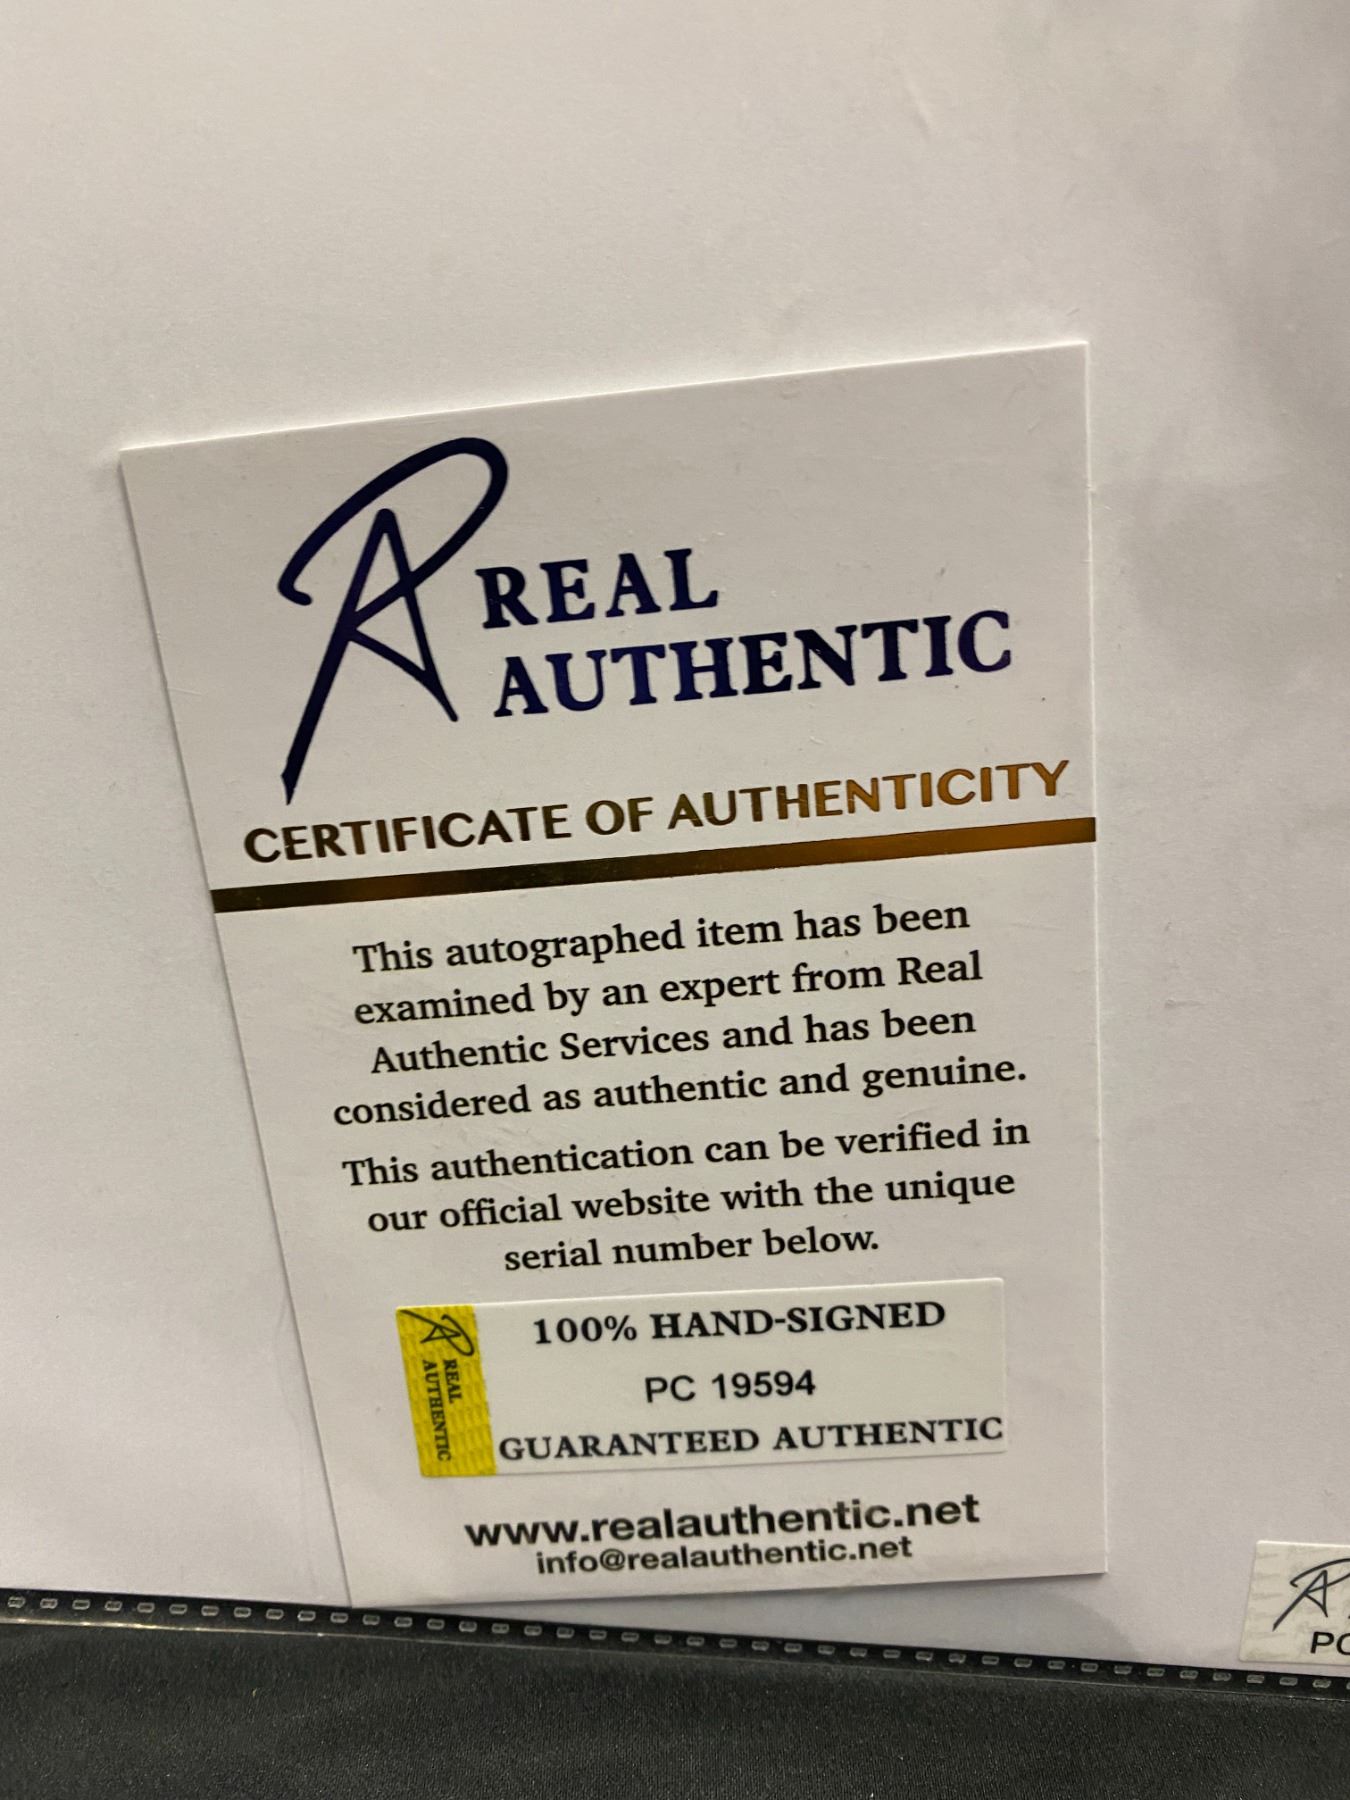 REAL
AUTHENTIC
CERTIFICATE OF AUTHENTICITY
This autographed item has been
examined by an expert from Real
Authentic Services and has been
considered as authentic and genuine.
This authentication can be verified in
our official website with the unique
serial number below.
REAL
AUTHENTIC
100% HAND-SIGNED
PC 19594
GUARANTEED AUTHENTIC
www.realauthentic.net
info@realauthentic.net
PC